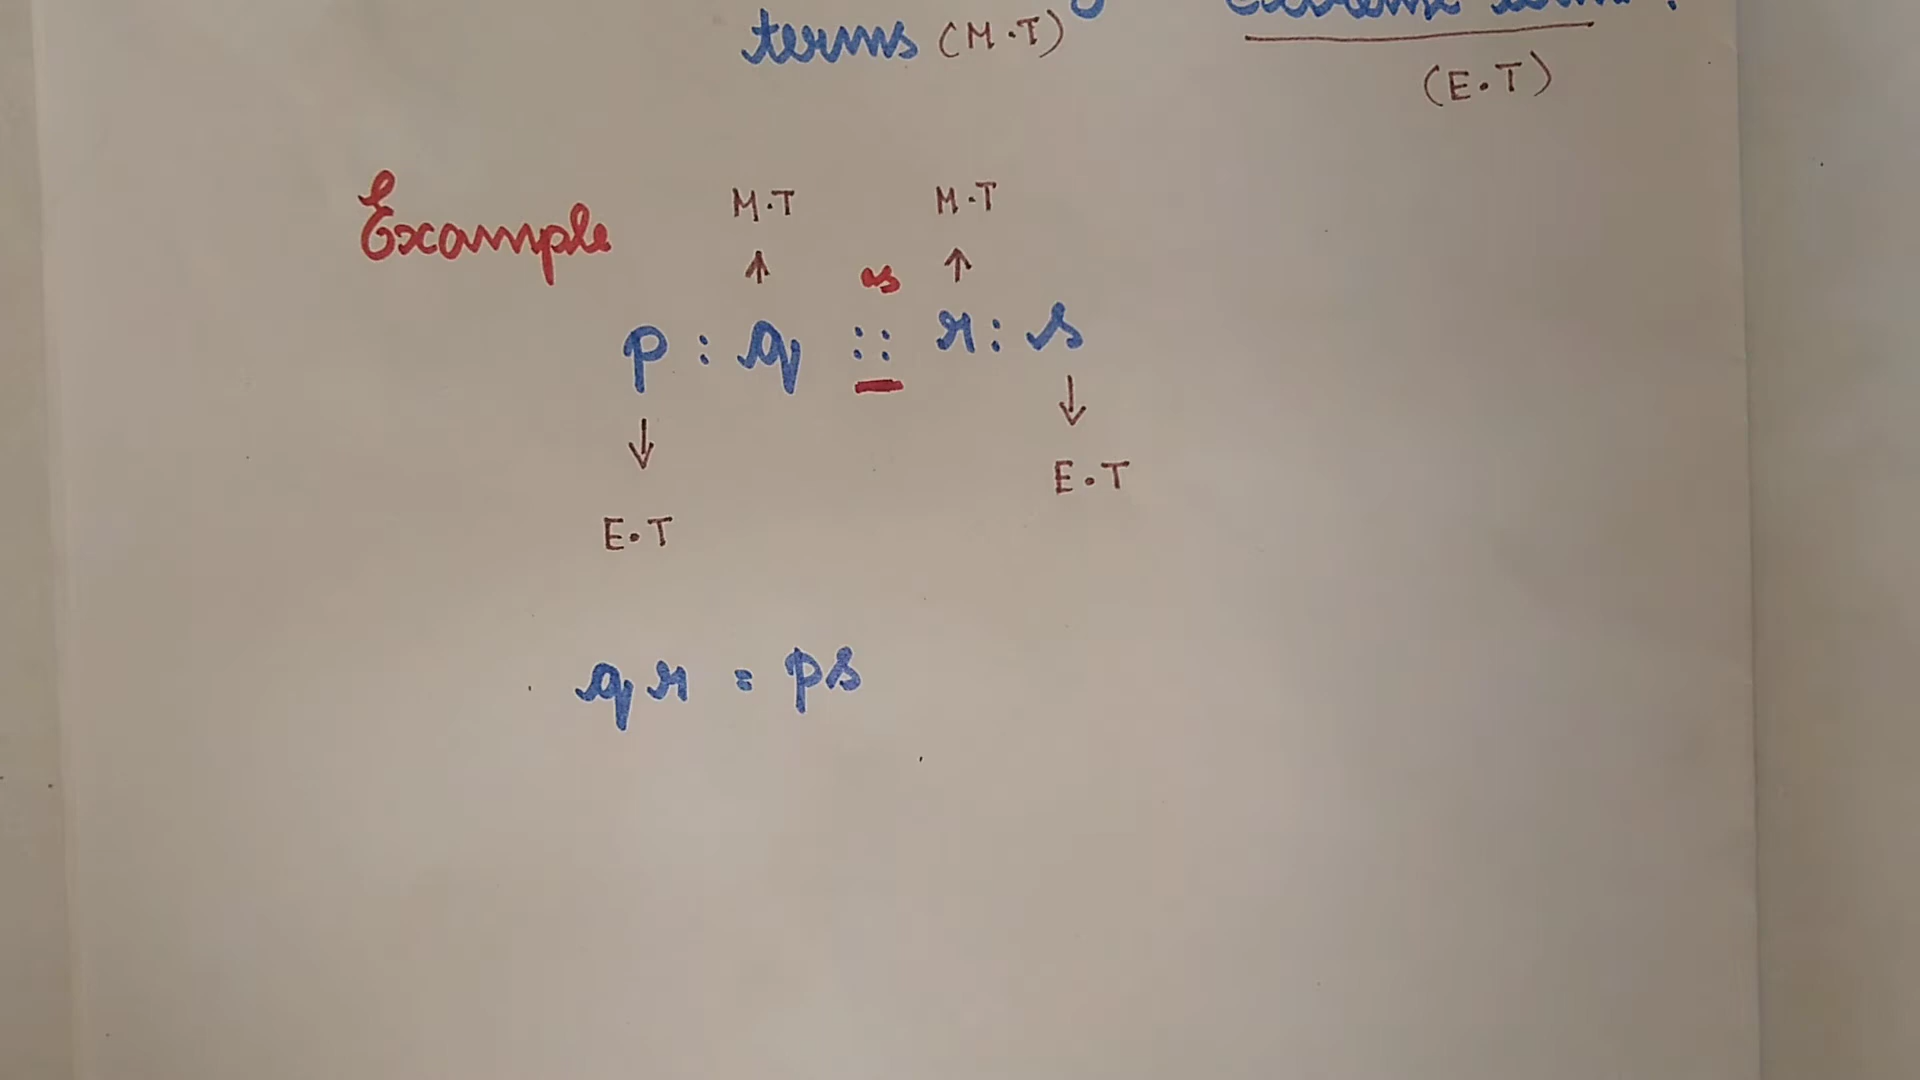 terms (M.T)
(E.T)
Example
M.T M.T
as
p : q :: r : s
E.T
E.T
qr = ps